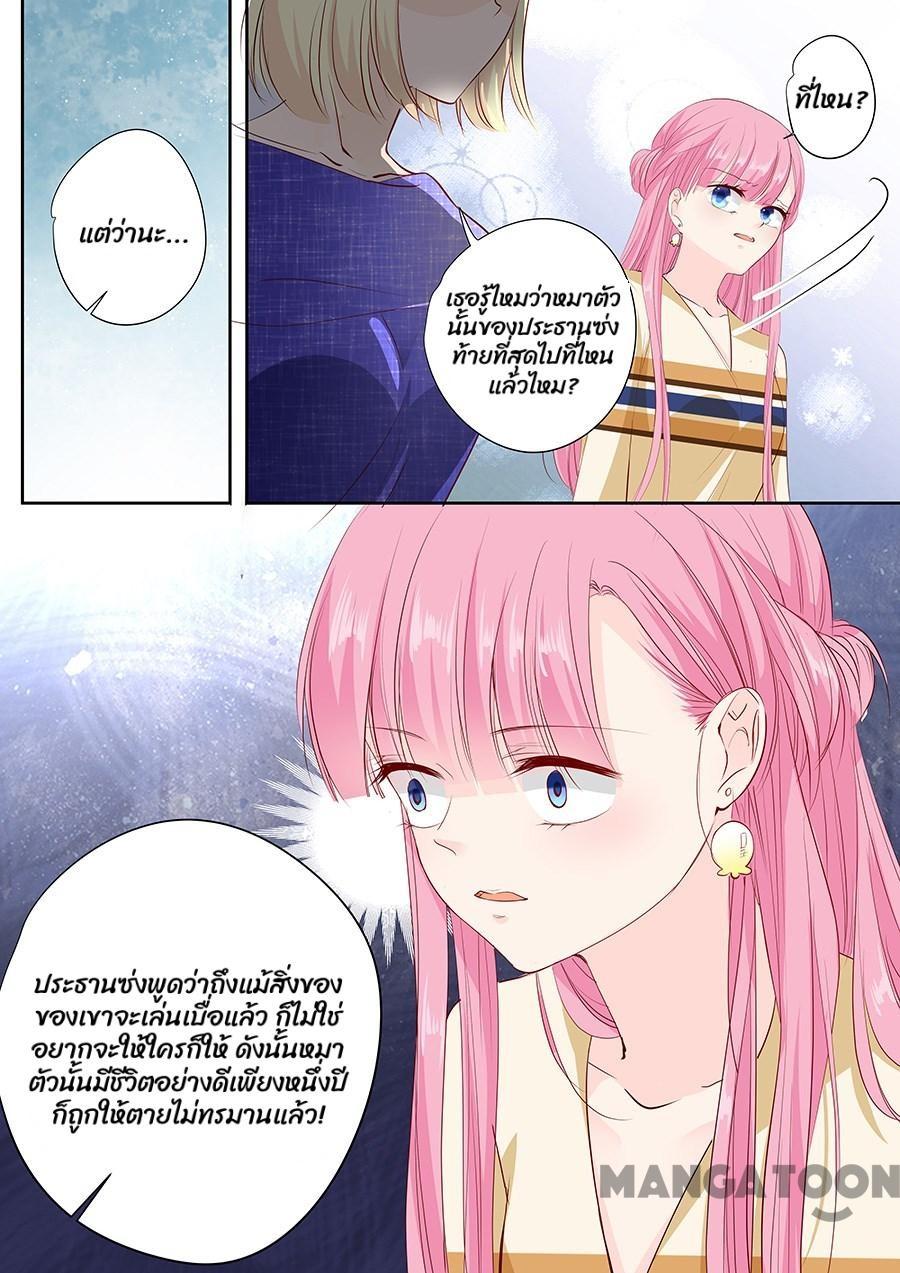 แต่ว่านะ...
ที่ไหน?
เธอรู้ไหมว่าหมาตัว
นั้นของประธานซ่ง
ท้ายที่สุดไปที่ไหน
แล้วไหม?
ประธานซ่งพูดว่าถึงแม้สิ่งของ
ของเขาจะเล่นเบื่อแล้ว ก็ไม่ใช่
อยากจะให้ใครก็ให้ ดังนั้นหมา
ตัวนั้นมีชีวิตอย่างดีเพียงหนึ่งปี
ก็ถูกให้ตายไม่ทรมานแล้ว!
MANGATOON